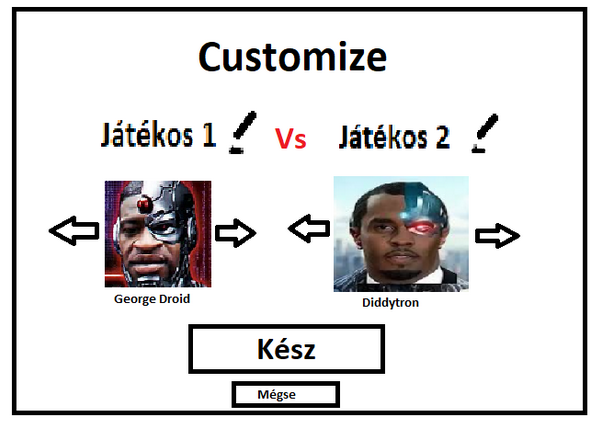 Customize
Játékos 1 Vs Játékos 2
George Droid Diddytron
Kész
Mégse